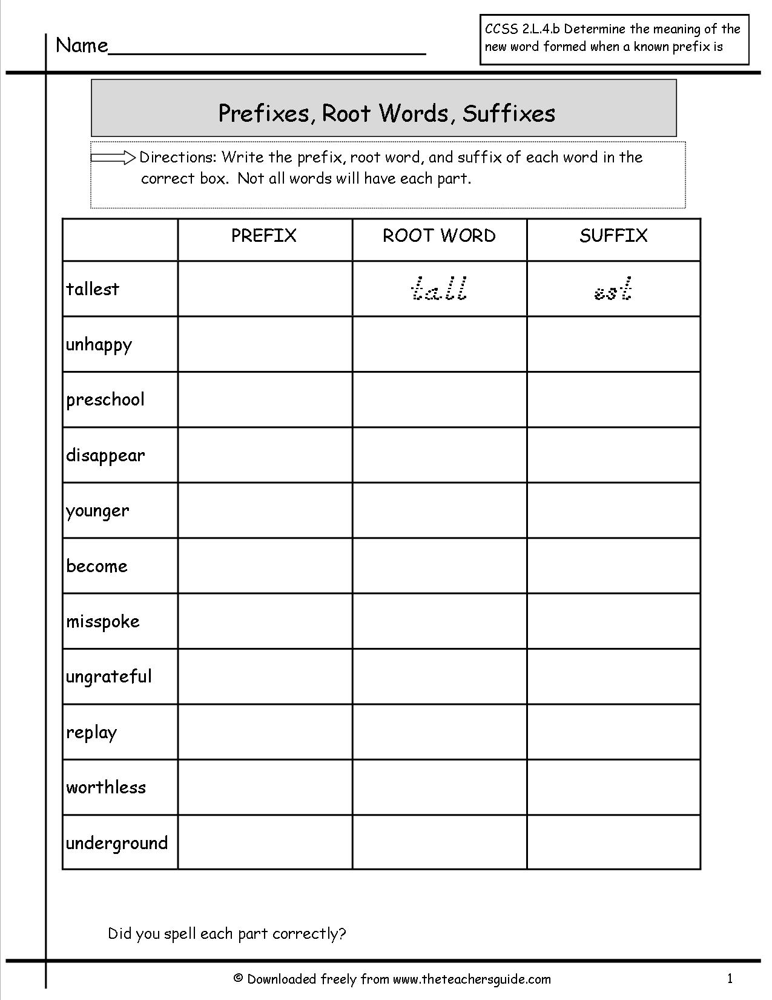 CCSS 2.L.4.b Determine the meaning of the
new word formed when a known prefix is
Name
Prefixes, Root Words, Suffixes
Directions: Write the prefix, root word, and suffix of each word in the
correct box. Not all words will have each part.
PREFIX ROOT WORD SUFFIX
tallest tall est
unhappy
preschool
disappear
younger
become
misspoke
ungrateful
replay
worthless
underground
Did you spell each part correctly?
© Downloaded freely from www.theteachersguide.com 1